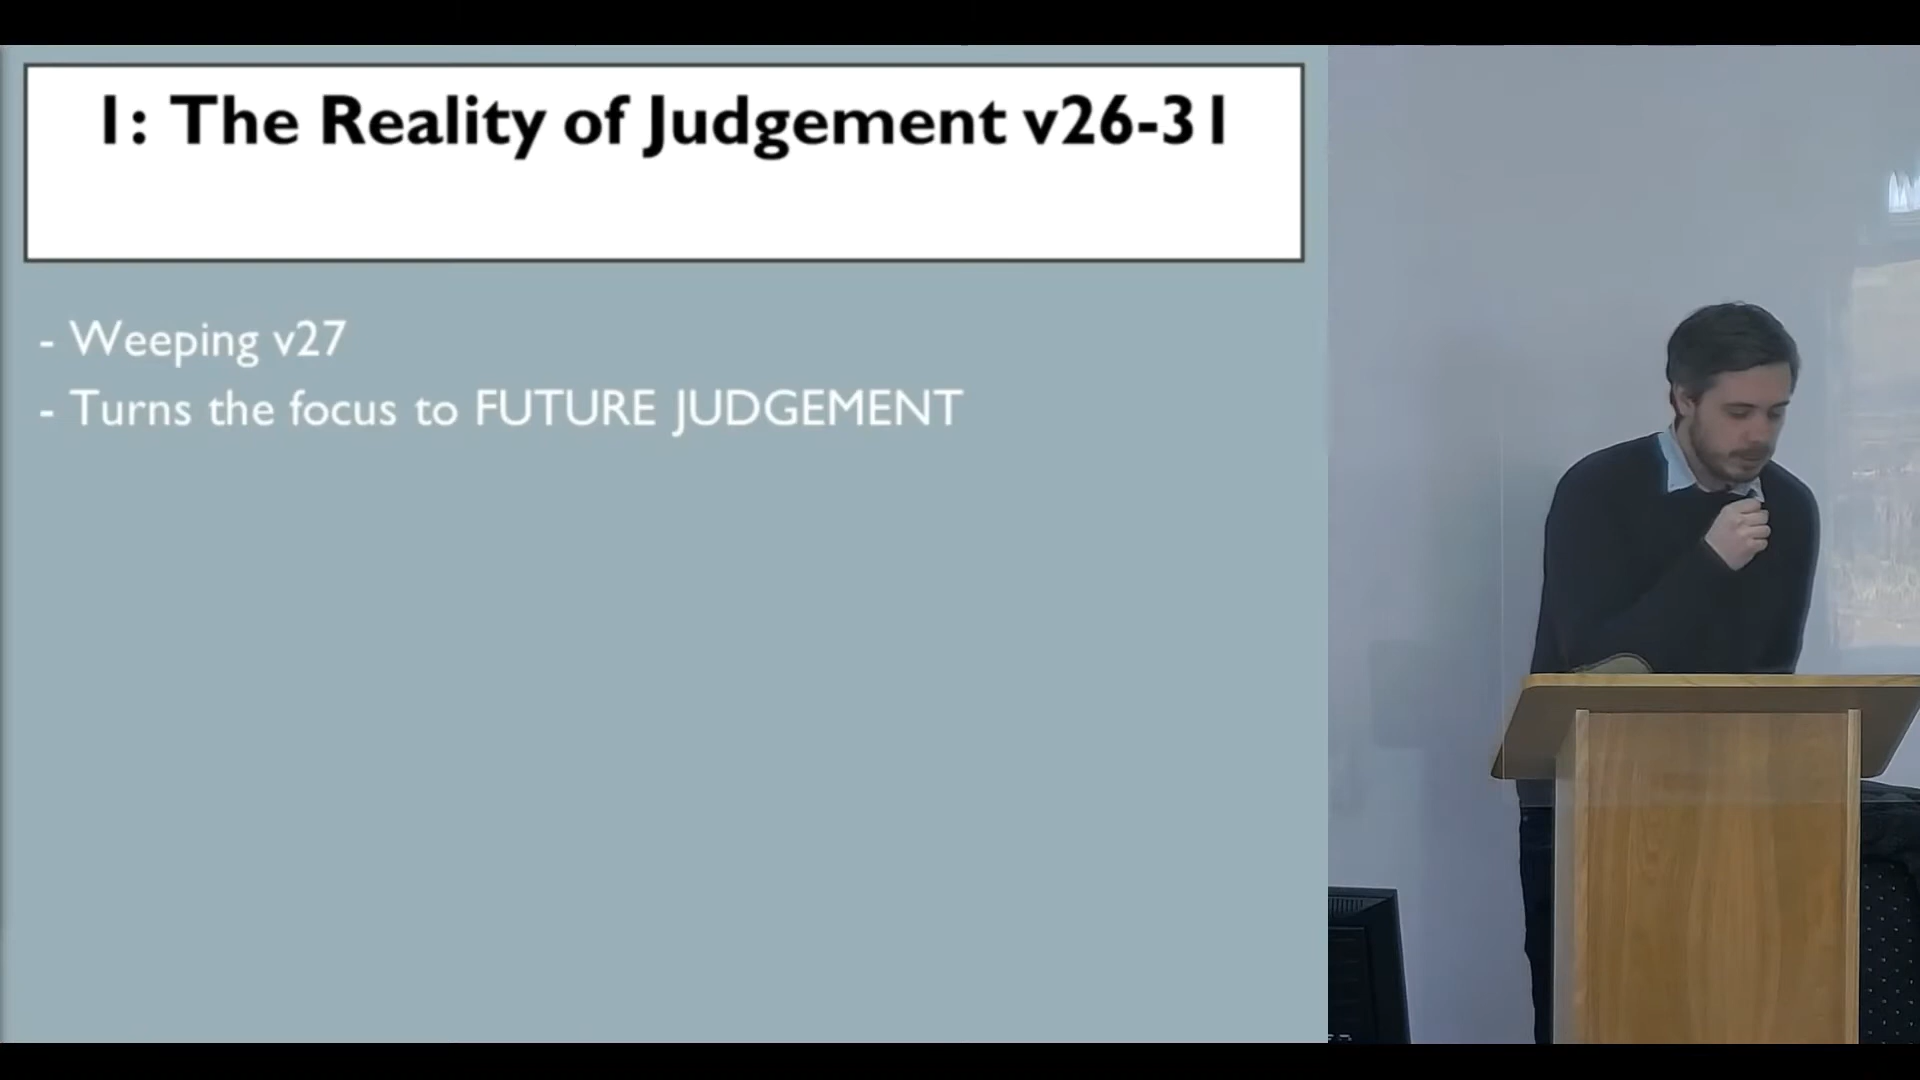 1: The Reality of Judgement v26-31
- Weeping v27
- Turns the focus to FUTURE JUDGEMENT